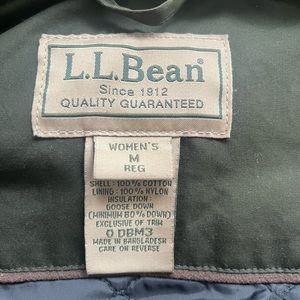 L.L.Bean®
Since 1912
QUALITY GUARANTEED
WOMEN'S
M
REG
SHELL: 100% COTTON
LINING: 100% NYLON
INSULATION:
GOOSE DOWN
(MINIMUM 80% DOWN)
EXCLUSIVE OF TRIM
0 DBM3
MADE IN BANGLADESH
CARE ON REVERSE